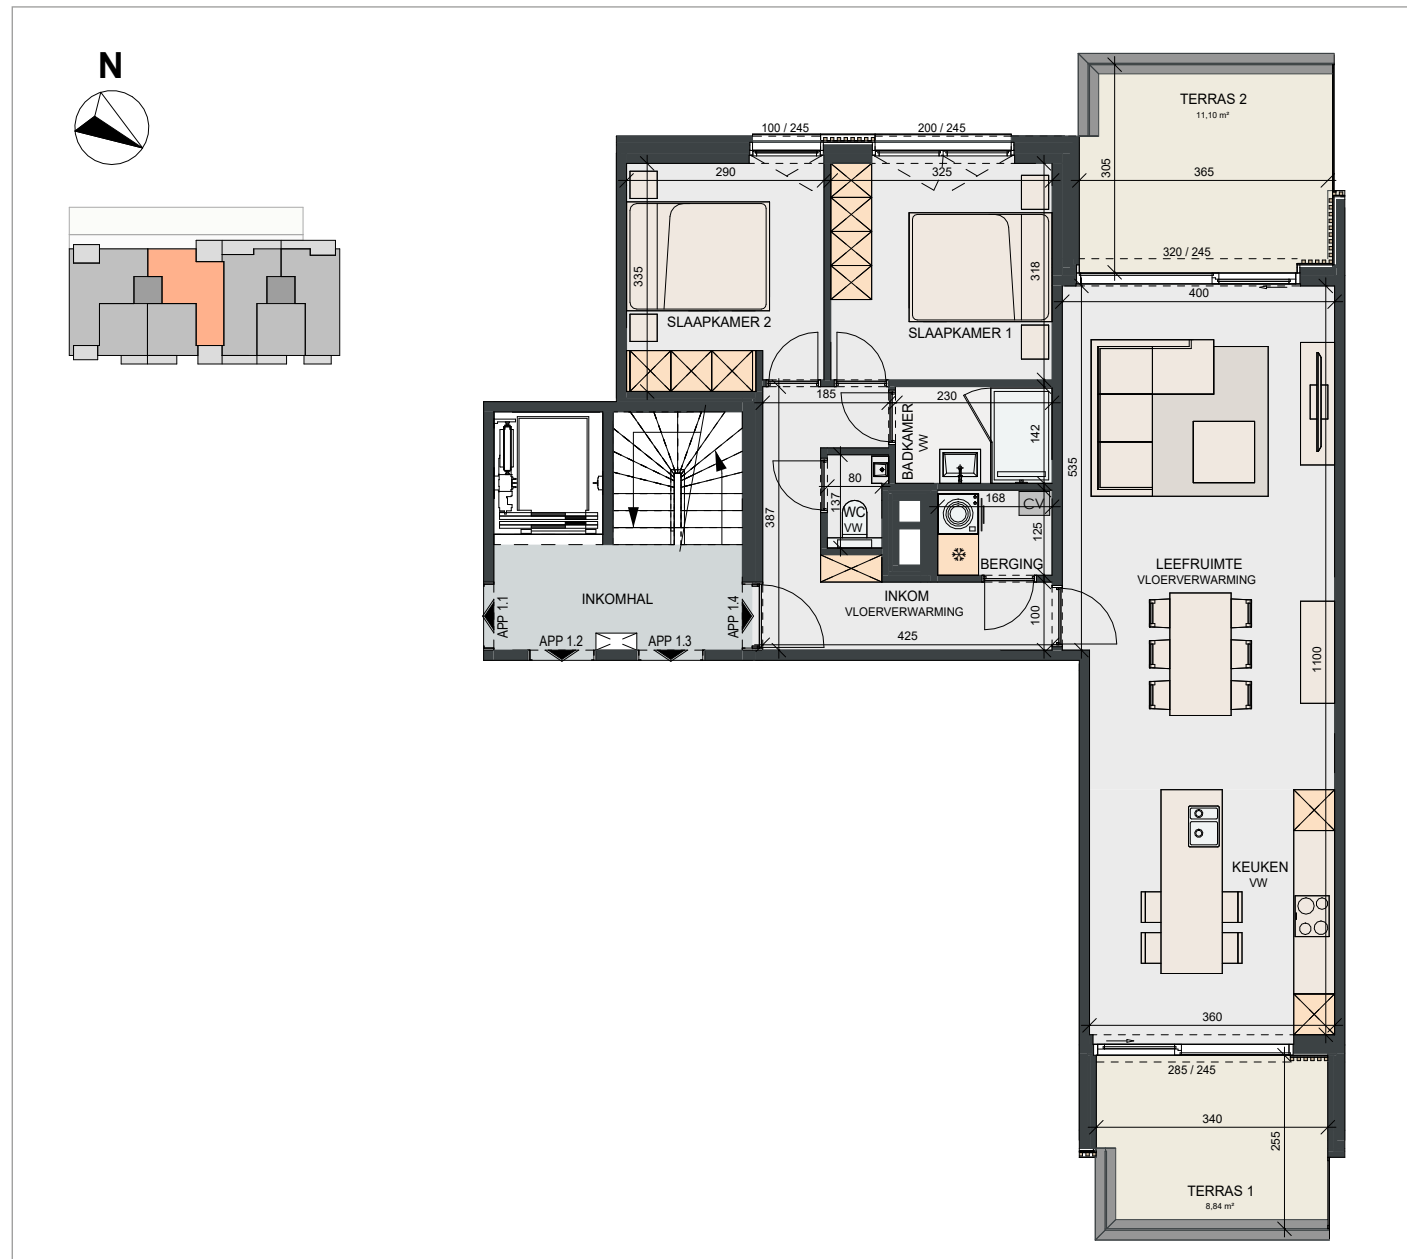 N
TERRAS 2
11,10 m²
100 / 245
200 / 245
305
365
290
325
320 / 245
335
318
400
SLAAPKAMER 2
SLAAPKAMER 1
185
230
BADKAMER
VW
142
535
80
137
WC
VW
168
CV
387
125
BERGING
LEEFRUIMTE
VLOERVERWARMING
INKOMHAL
INKOM
VLOERVERWARMING
APP 1.1
APP 1.2
APP 1.3
APP 1.4
425
100
1100
KEUKEN
VW
360
285 / 245
340
255
TERRAS 1
8,84 m²